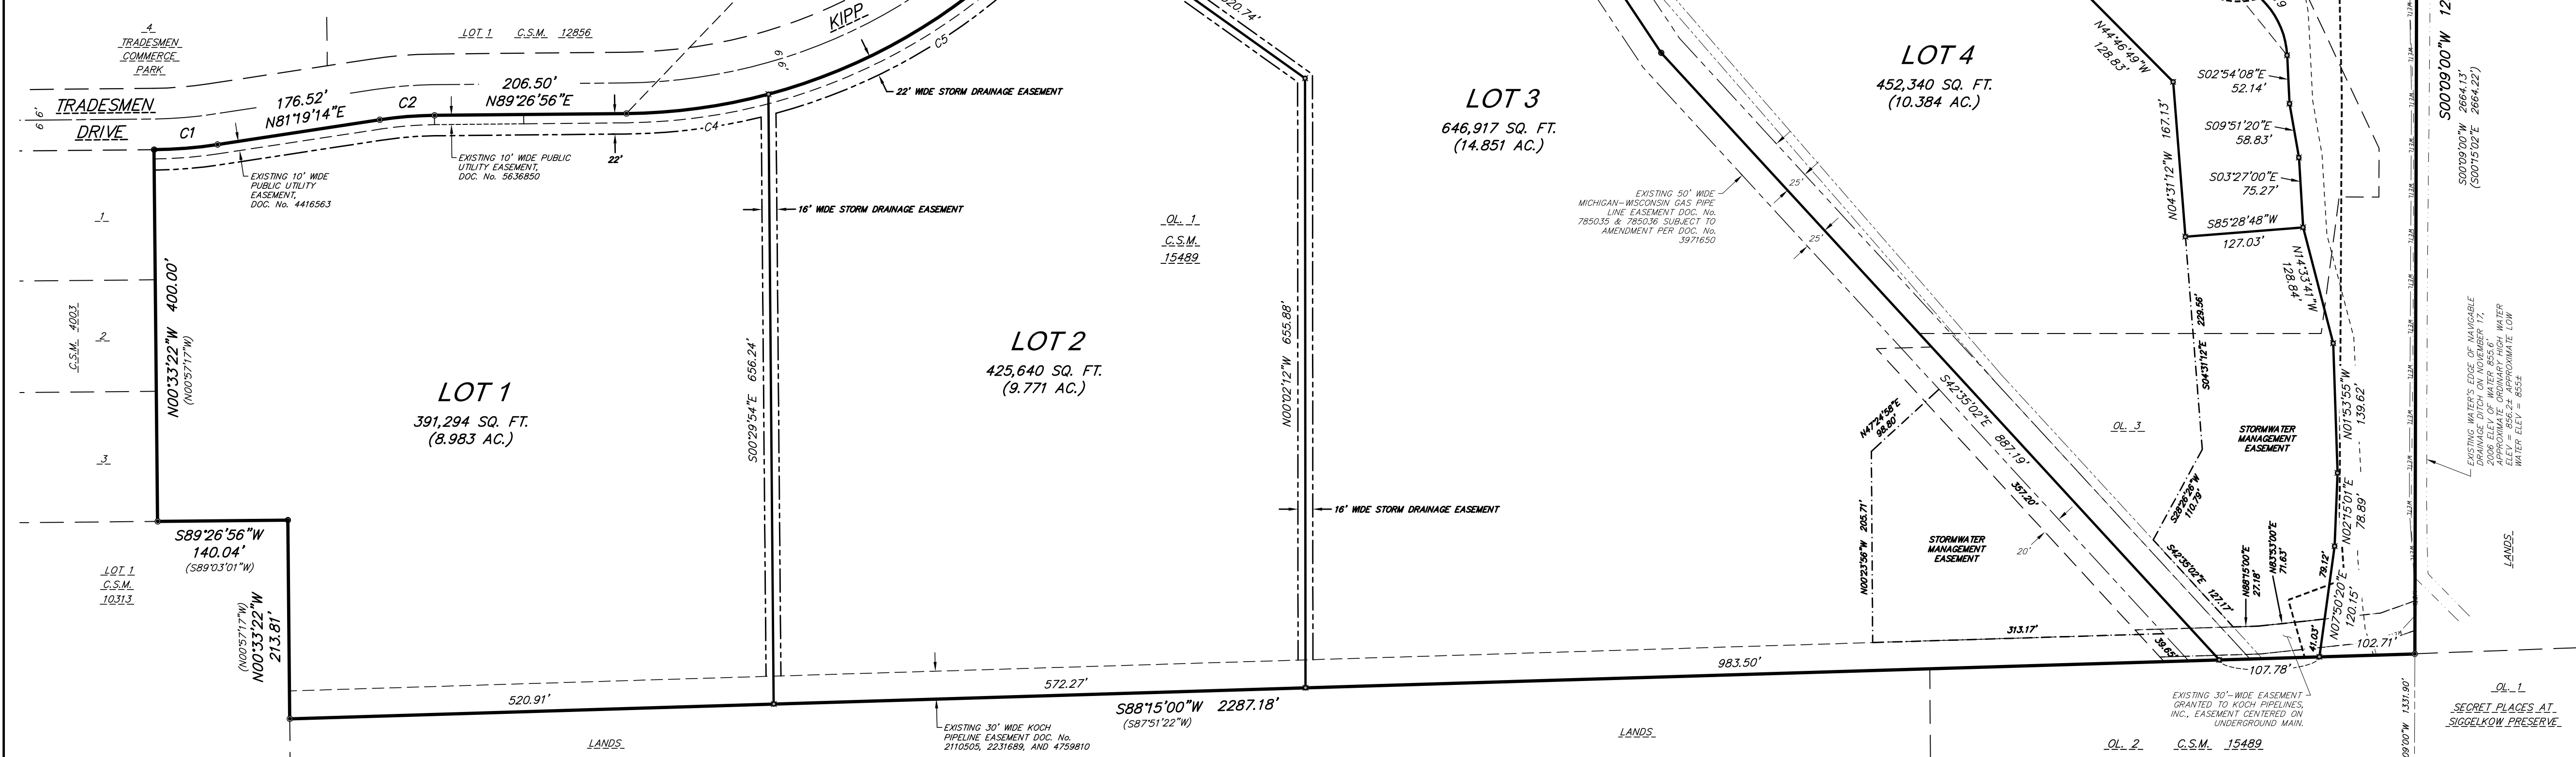 4
TRADESMEN
COMMERCE
PARK
LOT 1 C.S.M. 12856
KIPP
66'
C5
22' WIDE STORM DRAINAGE EASEMENT
66'
TRADESMEN
DRIVE
C1
176.52'
N81°19'14"E
C2
206.50'
N89°26'56"E
C4
22'
EXISTING 10' WIDE
PUBLIC UTILITY
EASEMENT,
DOC. No. 4416563
EXISTING 10' WIDE PUBLIC
UTILITY EASEMENT,
DOC. No. 5636850
16' WIDE STORM DRAINAGE EASEMENT
1
2
3
C.S.M. 4003
N00°33'22"W 400.00'
(N00°57'17"W)
S89°26'56"W
140.04'
(S89°03'01"W)
LOT 1
C.S.M.
10313
(N00°57'17"W)
N00°33'22"W
213.81'
LOT 1
391,294 SQ. FT.
(8.983 AC.)
S00°29'54"E 656.24'
LOT 2
425,640 SQ. FT.
(9.771 AC.)
OL. 1
C.S.M.
15489
N00°02'12"W 655.88'
16' WIDE STORM DRAINAGE EASEMENT
520.91'
572.27'
983.50'
S88°15'00"W 2287.18'
(S87°51'22"W)
LANDS
EXISTING 30' WIDE KOCH
PIPELINE EASEMENT DOC. No.
2110505, 2231689, AND 4759810
LANDS
LOT 3
646,917 SQ. FT.
(14.851 AC.)
EXISTING 50' WIDE
MICHIGAN-WISCONSIN GAS PIPE
LINE EASEMENT DOC. No.
785035 & 785036 SUBJECT TO
AMENDMENT PER DOC. No.
3971650
25'
25'
LOT 4
452,340 SQ. FT.
(10.384 AC.)
N44°46'49"W
128.83'
N04°31'12"W 167.13'
S02°54'08"E
52.14'
S09°51'20"E
58.83'
S03°27'00"E
75.27'
S85°28'48"W
127.03'
N14°33'41"W
128.84'
S04°31'12"E 229.56'
S42°35'02"E 887.19'
N47°24'58"E
98.80'
357.20'
N00°23'56"W 205.71'
STORMWATER
MANAGEMENT
EASEMENT
20'
OL. 3
STORMWATER
MANAGEMENT
EASEMENT
S28°26'26"W
110.79'
S42°35'02"E 127.17'
N88°15'00"E
27.18'
N83°53'00"E
71.63'
79.12'
41.03'
N07°50'20"E
120.15'
N02°15'01"E
78.89'
N01°53'55"W
139.62'
313.17'
39.65'
107.78'
102.71'
EXISTING 30'-WIDE EASEMENT
GRANTED TO KOCH PIPELINES,
INC., EASEMENT CENTERED ON
UNDERGROUND MAIN.
OL. 2 C.S.M. 15489
S00°09'00"W 2664.13'
(S00°15'02"E 2664.22')
EXISTING WATER'S EDGE OF NAVIGABLE
DRAINAGE DITCH ON NOVEMBER 17,
2006 ELEV OF WATER 855.6'
APPROXIMATE ORDINARY HIGH WATER
ELEV = 856.2± APPROXIMATE LOW
WATER ELEV = 855±
LANDS
OL. 1
SECRET PLACES AT
SIGGELKOW PRESERVE